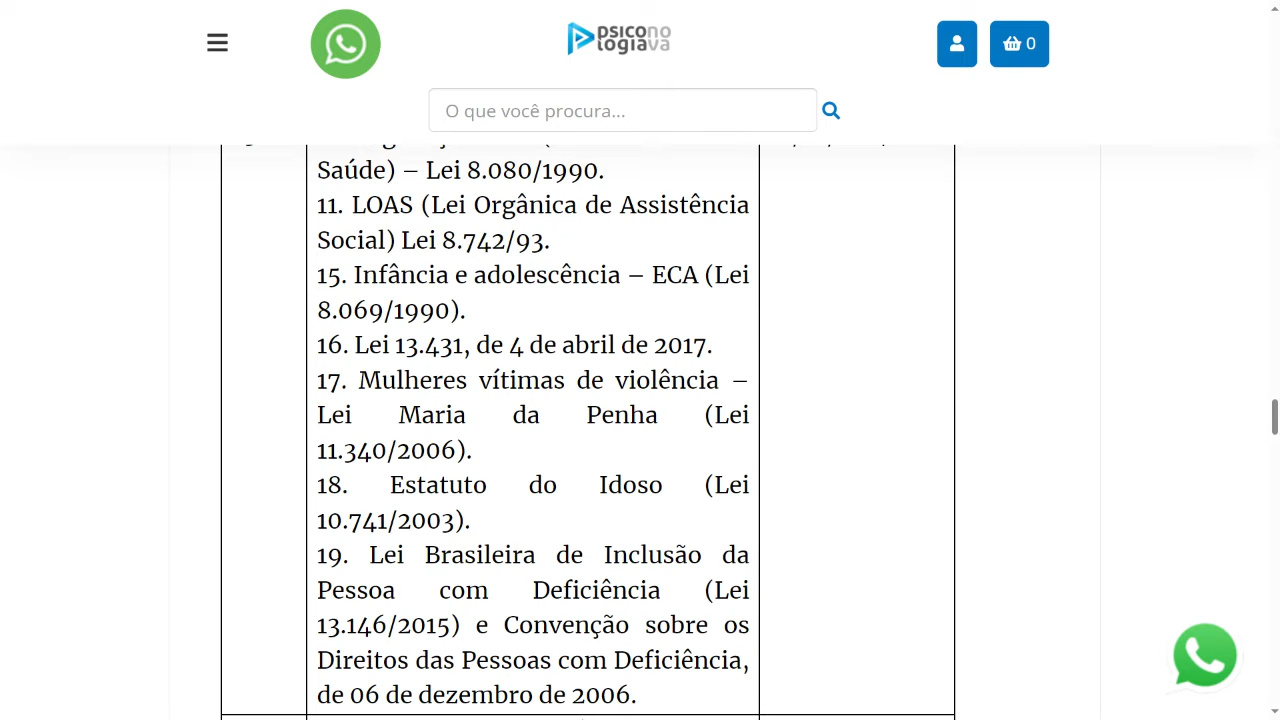 psicono
logiava
0
O que você procura...
Saúde) – Lei 8.080/1990.
11. LOAS (Lei Orgânica de Assistência
Social) Lei 8.742/93.
15. Infância e adolescência – ECA (Lei
8.069/1990).
16. Lei 13.431, de 4 de abril de 2017.
17. Mulheres vítimas de violência –
Lei Maria da Penha (Lei
11.340/2006).
18. Estatuto do Idoso (Lei
10.741/2003).
19. Lei Brasileira de Inclusão da
Pessoa com Deficiência (Lei
13.146/2015) e Convenção sobre os
Direitos das Pessoas com Deficiência,
de 06 de dezembro de 2006.